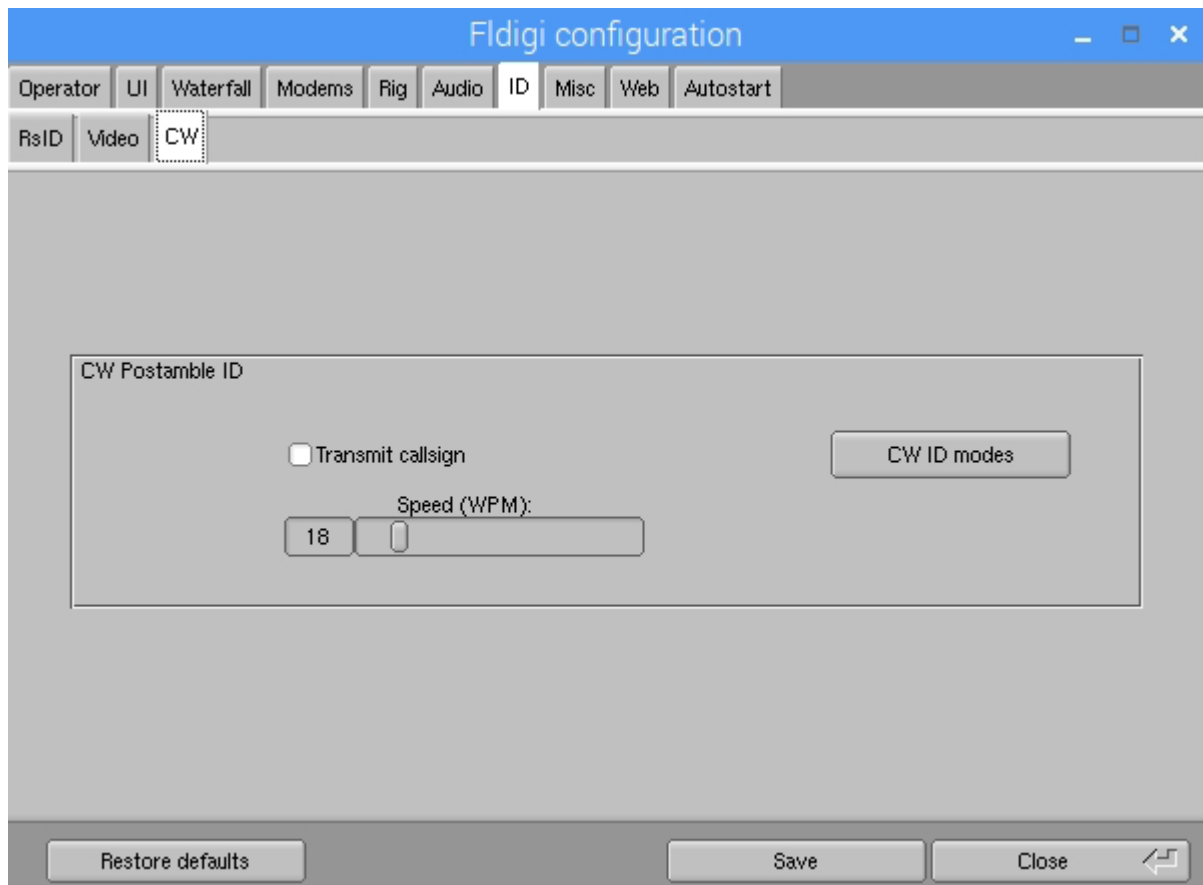 Fldigi configuration
Operator UI Waterfall Modems Rig Audio ID Misc Web Autostart
RsID Video CW
CW Postamble ID
Transmit callsign
CW ID modes
Speed (WPM):
18
Restore defaults Save Close